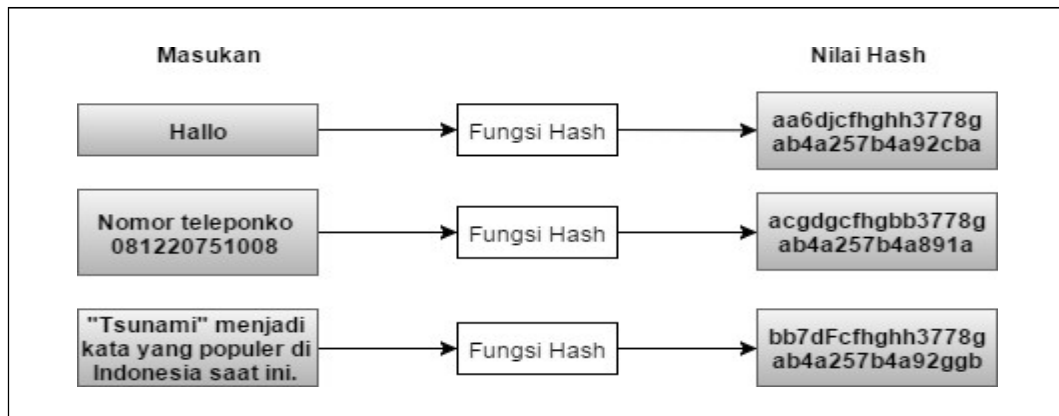 Masukan
Nilai Hash
Hallo
Fungsi Hash
aa6djcfhghh3778g
ab4a257b4a92cba
Nomor teleponko
081220751008
Fungsi Hash
acgdgcfhgbb3778g
ab4a257b4a891a
"Tsunami" menjadi
kata yang populer di
Indonesia saat ini.
Fungsi Hash
bb7dFcfhghh3778g
ab4a257b4a92ggb